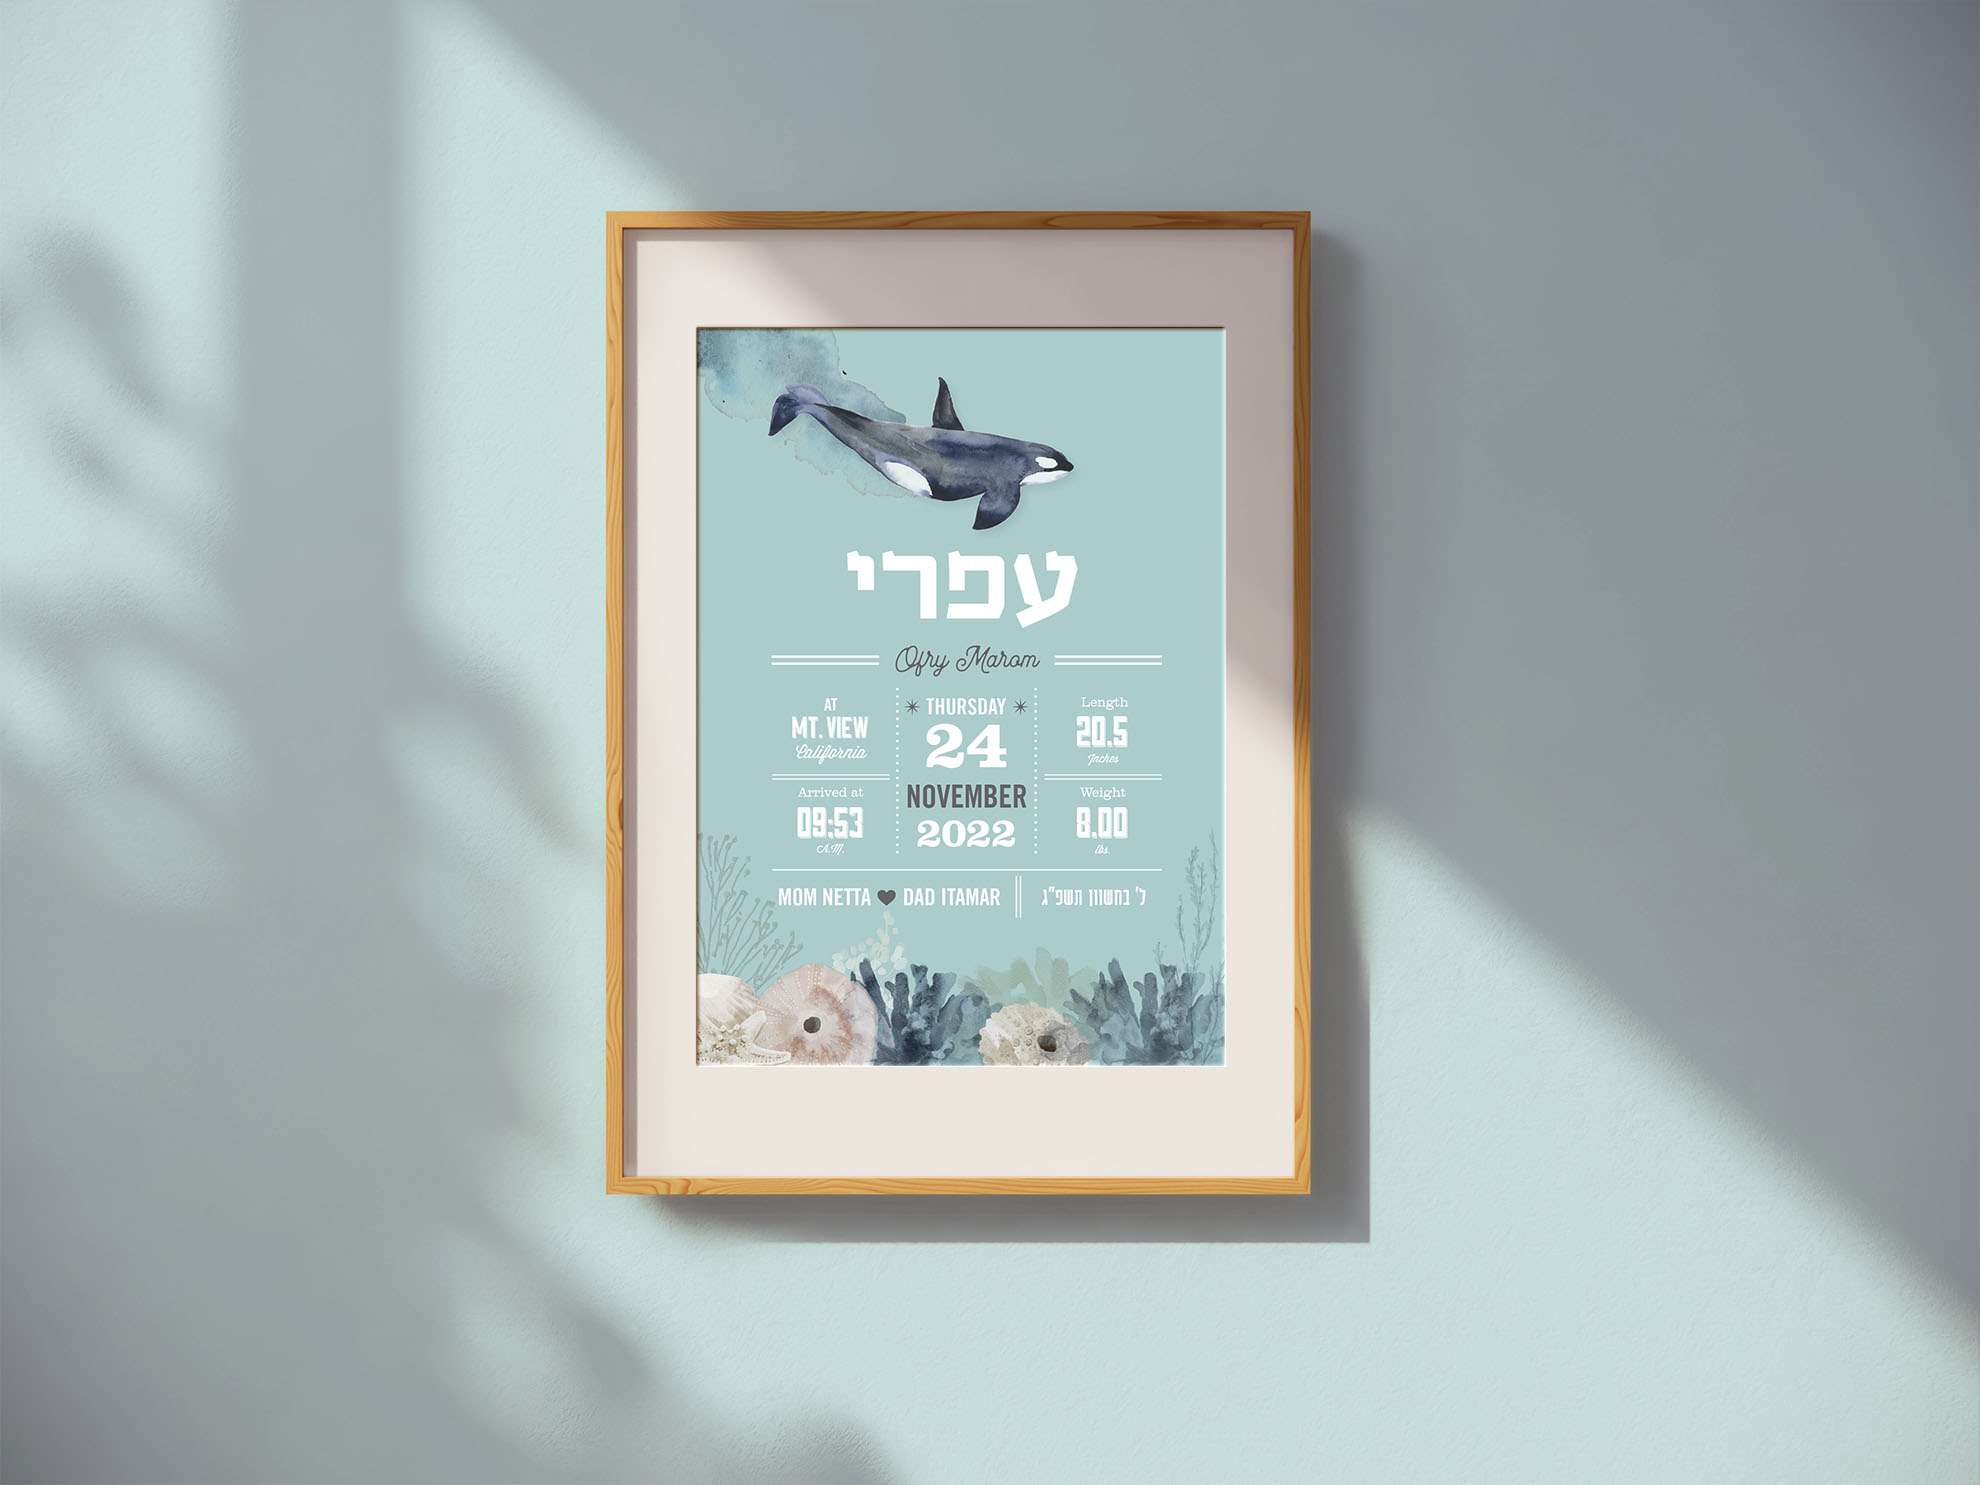 עפרי
Ofry Marom
AT
MT. VIEW
California
Arrived at
09:53
A.M.
THURSDAY
24
NOVEMBER
2022
Length
20.5
Inches
Weight
8.00
lbs.
MOM NETTA ♥ DAD ITAMAR
ל' בחשוון תשפ"ג